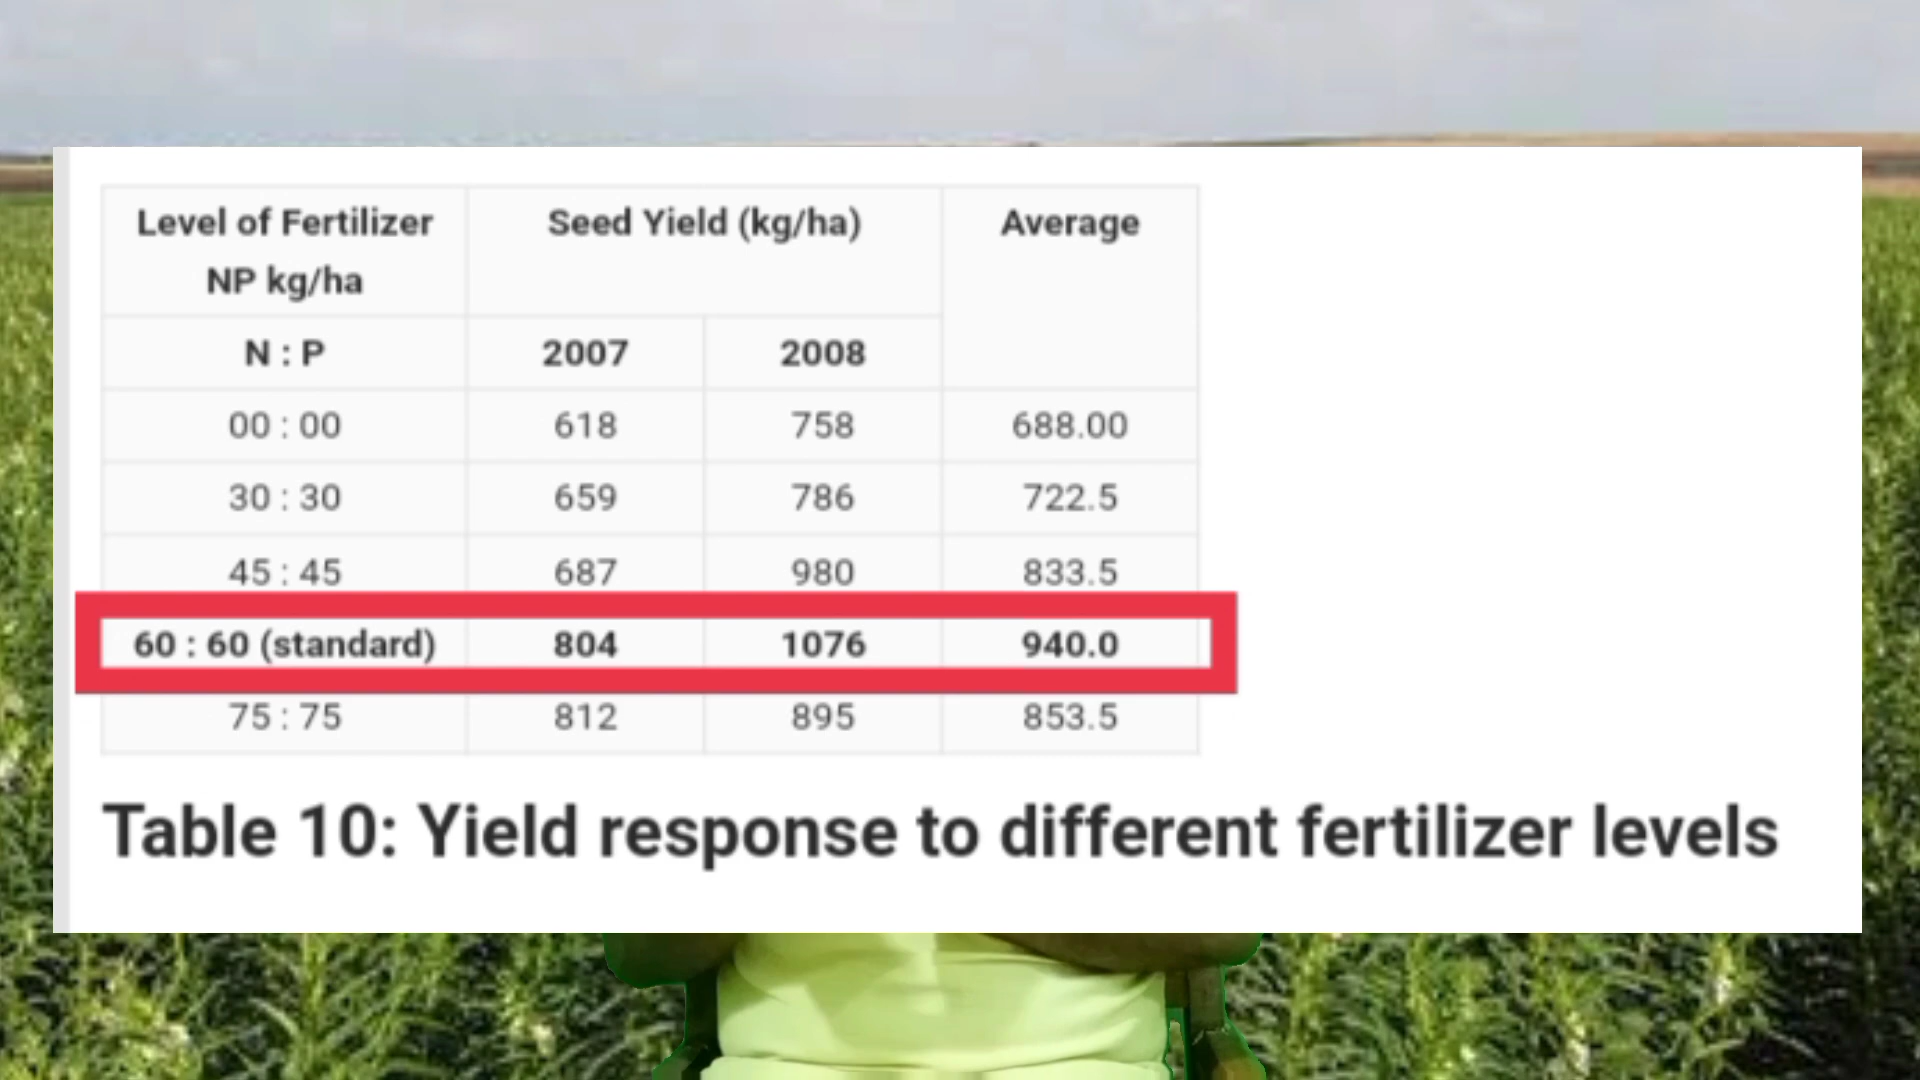 Level of Fertilizer NP kg/ha Seed Yield (kg/ha) Average
N : P 2007 2008
00 : 00 618 758 688.00
30 : 30 659 786 722.5
45 : 45 687 980 833.5
60 : 60 (standard) 804 1076 940.0
75 : 75 812 895 853.5
Table 10: Yield response to different fertilizer levels